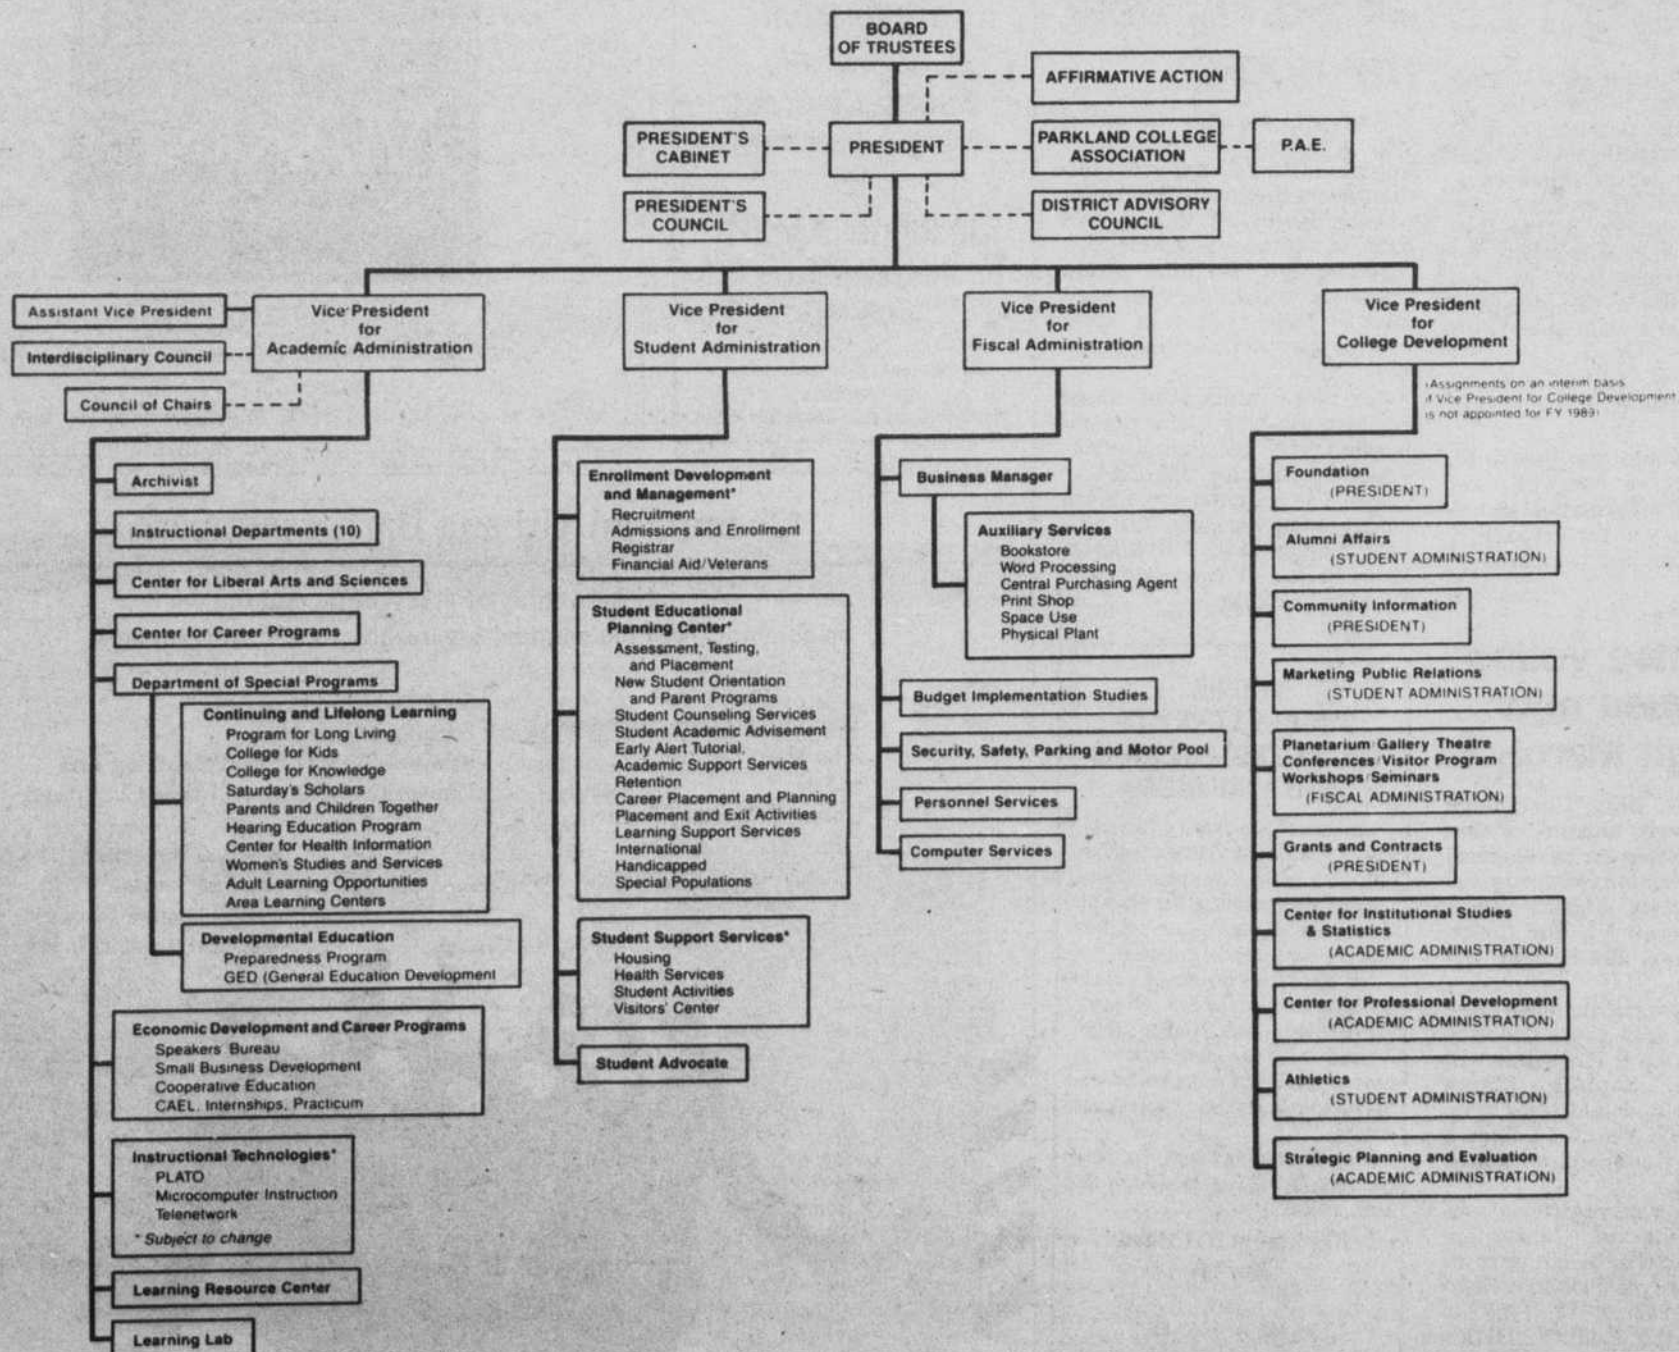 BOARD
OF TRUSTEES
AFFIRMATIVE ACTION
PRESIDENT'S
CABINET
PRESIDENT
PARKLAND COLLEGE
ASSOCIATION
P.A.E.
PRESIDENT'S
COUNCIL
DISTRICT ADVISORY
COUNCIL
Assistant Vice President
Interdisciplinary Council
Council of Chairs
Vice President
for
Academic Administration
Archivist
Instructional Departments (10)
Center for Liberal Arts and Sciences
Center for Career Programs
Department of Special Programs
Continuing and Lifelong Learning
Program for Long Living
College for Kids
College for Knowledge
Saturday's Scholars
Parents and Children Together
Hearing Education Program
Center for Health Information
Women's Studies and Services
Adult Learning Opportunities
Area Learning Centers
Developmental Education
Preparedness Program
GED (General Education Development
Economic Development and Career Programs
Speakers' Bureau
Small Business Development
Cooperative Education
CAEL, Internships, Practicum
Instructional Technologies*
PLATO
Microcomputer Instruction
Telenetwork
* Subject to change
Learning Resource Center
Learning Lab
Vice President
for
Student Administration
Enrollment Development
and Management*
Recruitment
Admissions and Enrollment
Registrar
Financial Aid/Veterans
Student Educational
Planning Center*
Assessment, Testing,
and Placement
New Student Orientation
and Parent Programs
Student Counseling Services
Student Academic Advisement
Early Alert Tutorial,
Academic Support Services
Retention
Career Placement and Planning
Placement and Exit Activities
Learning Support Services
International
Handicapped
Special Populations
Student Support Services*
Housing
Health Services
Student Activities
Visitors' Center
Student Advocate
Vice President
for
Fiscal Administration
Business Manager
Auxiliary Services
Bookstore
Word Processing
Central Purchasing Agent
Print Shop
Space Use
Physical Plant
Budget Implementation Studies
Security, Safety, Parking and Motor Pool
Personnel Services
Computer Services
Vice President
for
College Development
(Assignments on an interim basis
if Vice President for College Development
is not appointed for FY 1989)
Foundation
(PRESIDENT)
Alumni Affairs
(STUDENT ADMINISTRATION)
Community Information
(PRESIDENT)
Marketing Public Relations
(STUDENT ADMINISTRATION)
Planetarium/Gallery Theatre
Conferences/Visitor Program
Workshops/Seminars
(FISCAL ADMINISTRATION)
Grants and Contracts
(PRESIDENT)
Center for Institutional Studies
& Statistics
(ACADEMIC ADMINISTRATION)
Center for Professional Development
(ACADEMIC ADMINISTRATION)
Athletics
(STUDENT ADMINISTRATION)
Strategic Planning and Evaluation
(ACADEMIC ADMINISTRATION)